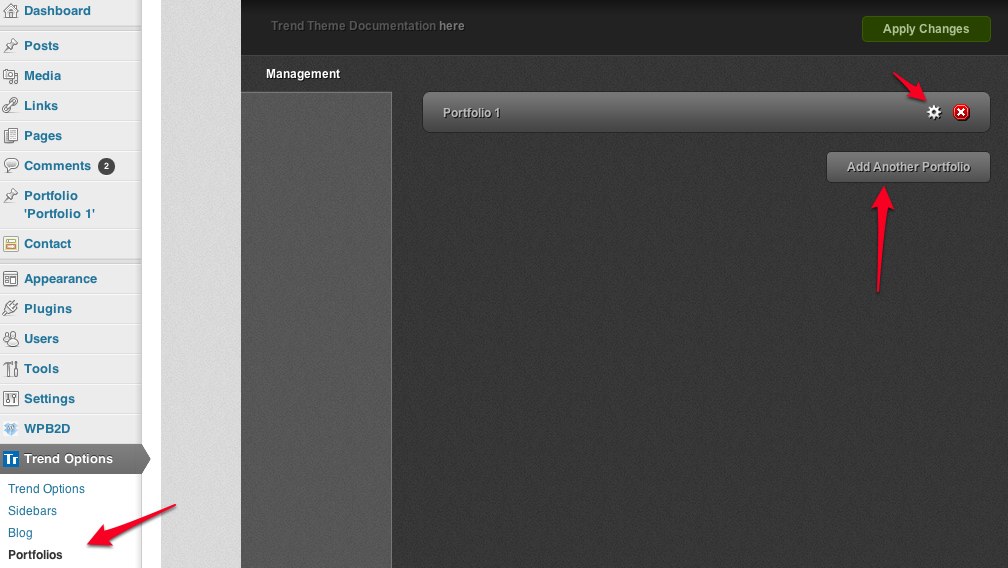 Dashboard
Posts
Media
Links
Pages
Comments 2
Portfolio
'Portfolio 1'
Contact
Appearance
Plugins
Users
Tools
Settings
WPB2D
Tr Trend Options
Trend Options
Sidebars
Blog
Portfolios
Trend Theme Documentation here
Apply Changes
Management
Portfolio 1
Add Another Portfolio